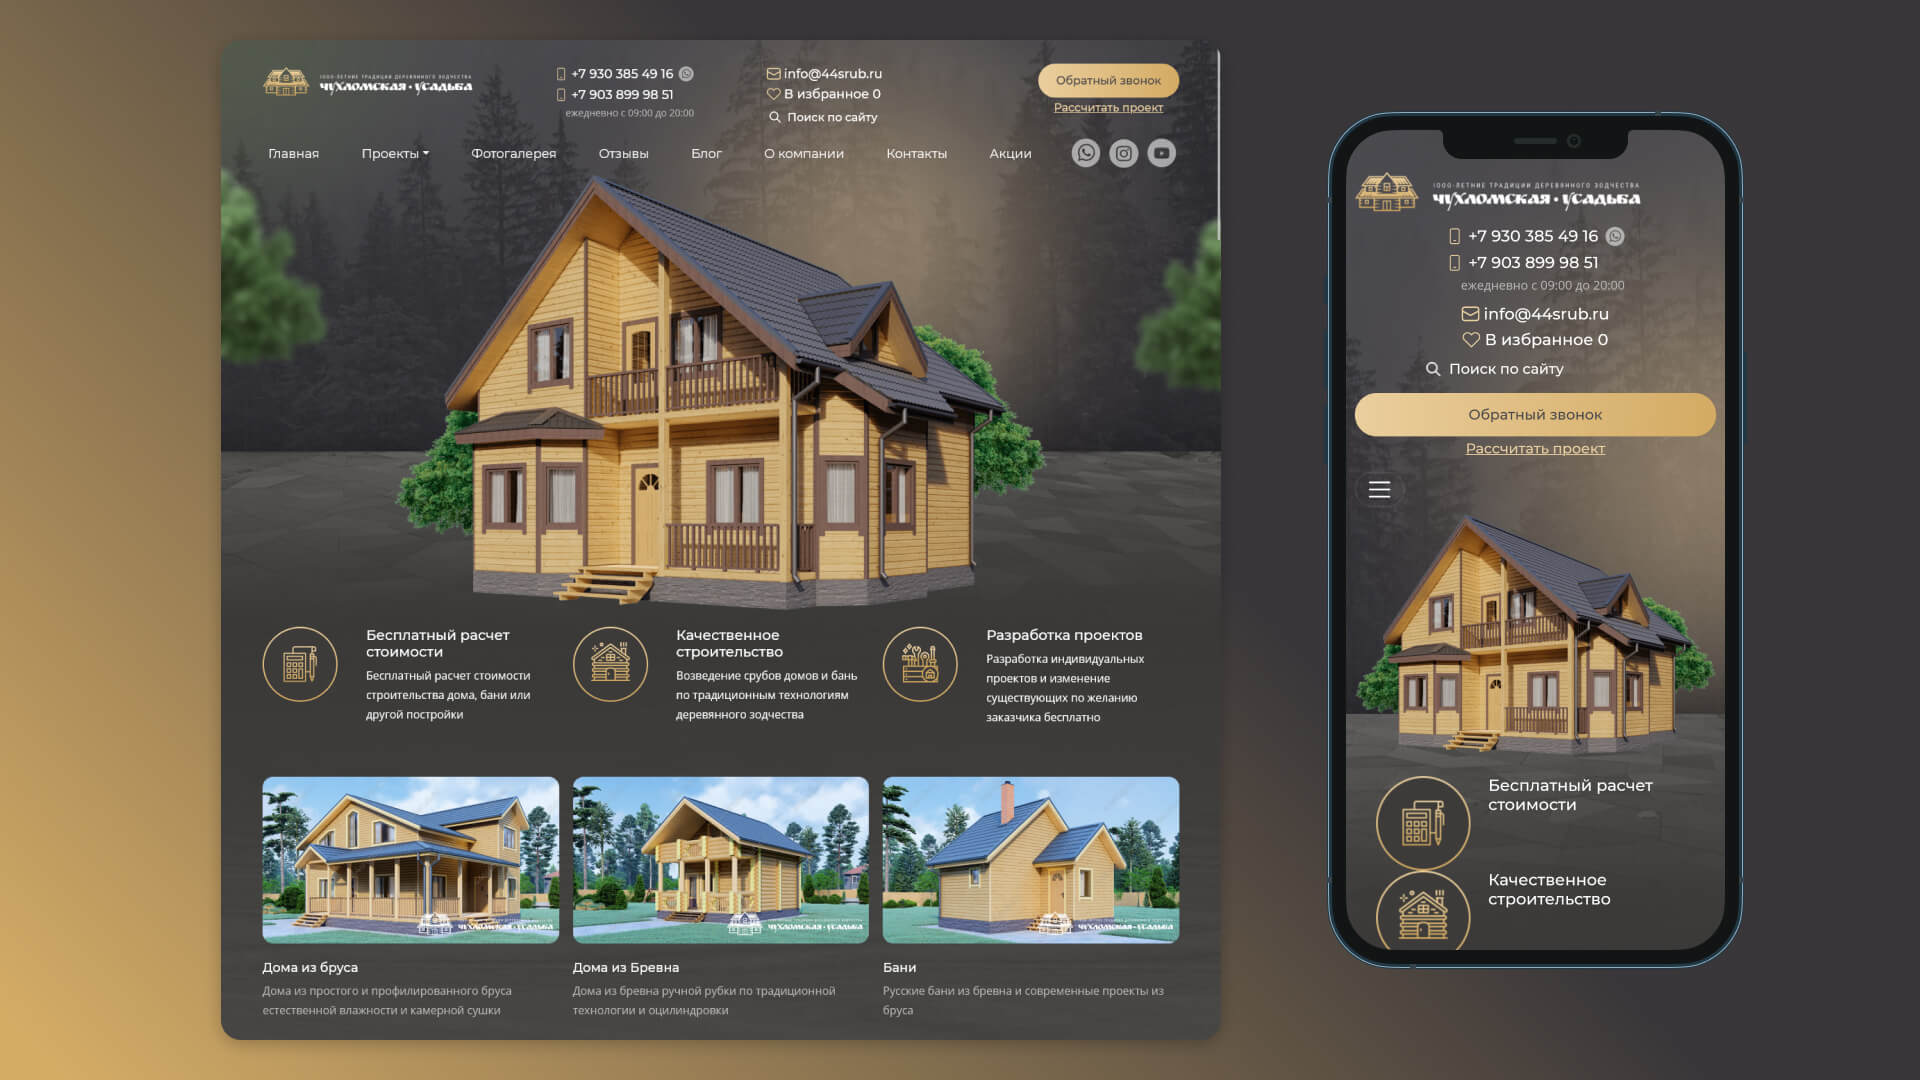 1000-ЛЕТНИЕ ТРАДИЦИИ ДЕРЕВЯННОГО ЗОДЧЕСТВА
ЧУХЛОМСКАЯ·УСАДЬБА
+7 930 385 49 16
+7 903 899 98 51
ежедневно с 09:00 до 20:00
info@44srub.ru
В избранное 0
Поиск по сайту
Обратный звонок
Рассчитать проект
Главная
Проекты
Фотогалерея
Отзывы
Блог
О компании
Контакты
Акции
Бесплатный расчет
стоимости
Бесплатный расчет стоимости
строительства дома, бани или
другой постройки
Качественное
строительство
Возведение срубов домов и бань
по традиционным технологиям
деревянного зодчества
Разработка проектов
Разработка индивидуальных
проектов и изменение
существующих по желанию
заказчика бесплатно
ЧУХЛОМСКАЯ·УСАДЬБА
ЧУХЛОМСКАЯ·УСАДЬБА
ЧУХЛОМСКАЯ·УСАДЬБА
Дома из бруса
Дома из простого и профилированного бруса
естественной влажности и камерной сушки
Дома из Бревна
Дома из бревна ручной рубки по традиционной
технологии и оцилиндровки
Бани
Русские бани из бревна и современные проекты из
бруса
1000-ЛЕТНИЕ ТРАДИЦИИ ДЕРЕВЯННОГО ЗОДЧЕСТВА
ЧУХЛОМСКАЯ·УСАДЬБА
+7 930 385 49 16
+7 903 899 98 51
ежедневно с 09:00 до 20:00
info@44srub.ru
В избранное 0
Поиск по сайту
Обратный звонок
Рассчитать проект
Бесплатный расчет
стоимости
Качественное
строительство